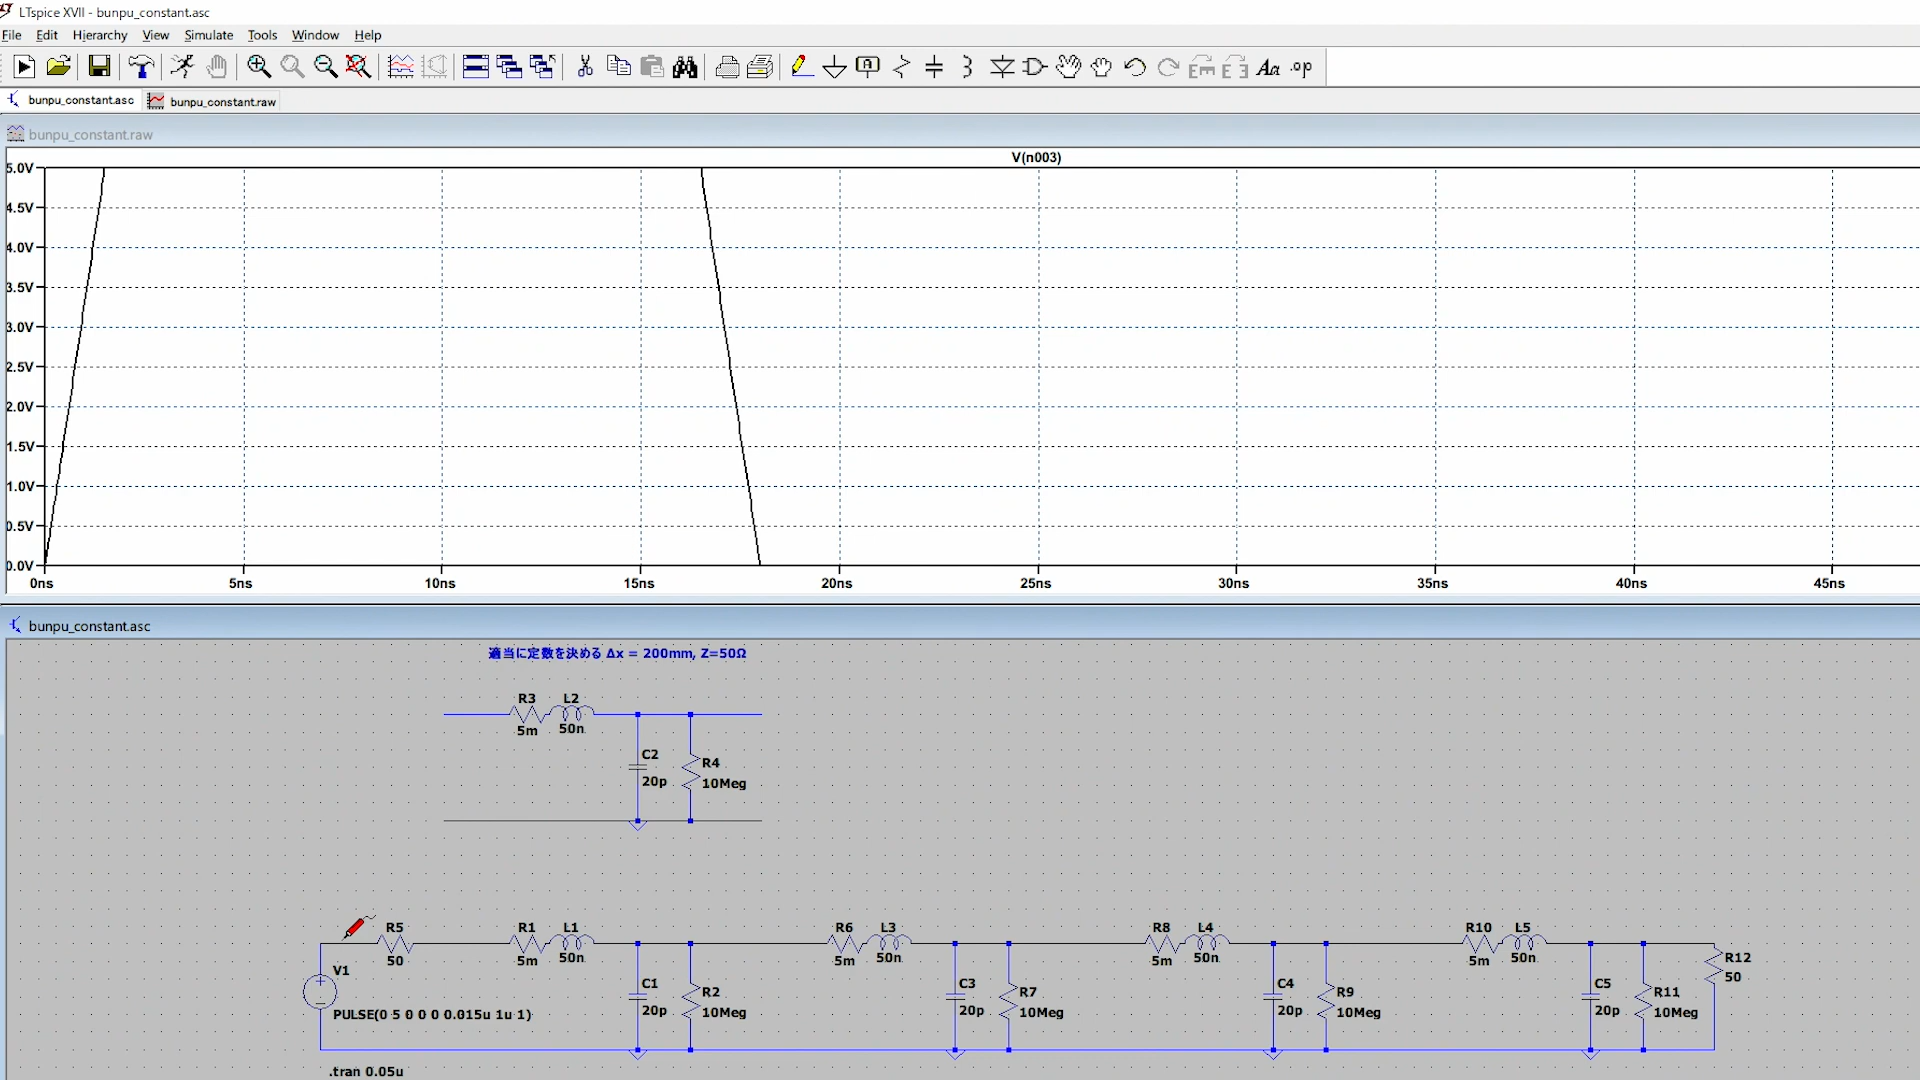 LTspice XVII - bunpu_constant.asc
File Edit Hierarchy View Simulate Tools Window Help
bunpu_constant.asc bunpu_constant.raw
bunpu_constant.raw
V(n003)
5.0V
4.5V
4.0V
3.5V
3.0V
2.5V
2.0V
1.5V
1.0V
0.5V
0.0V
0ns 5ns 10ns 15ns 20ns 25ns 30ns 35ns 40ns 45ns
bunpu_constant.asc
適当に定数を決める Δx = 200mm, Z=50Ω
R3 L2
5m 50n
C2 R4
20p 10Meg
R5 R1 L1 R6 L3 R8 L4 R10 L5
50 5m 50n 5m 50n 5m 50n 5m 50n
R12
50
V1 C1 R2 C3 R7 C4 R9 C5 R11
20p 10Meg 20p 10Meg 20p 10Meg 20p 10Meg
PULSE(0 5 0 0 0 0.015u 1u 1)
.tran 0.05u